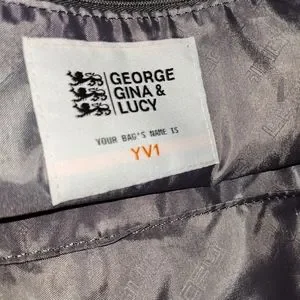 GEORGE
GINA &
LUCY
YOUR BAG'S NAME IS
YV1